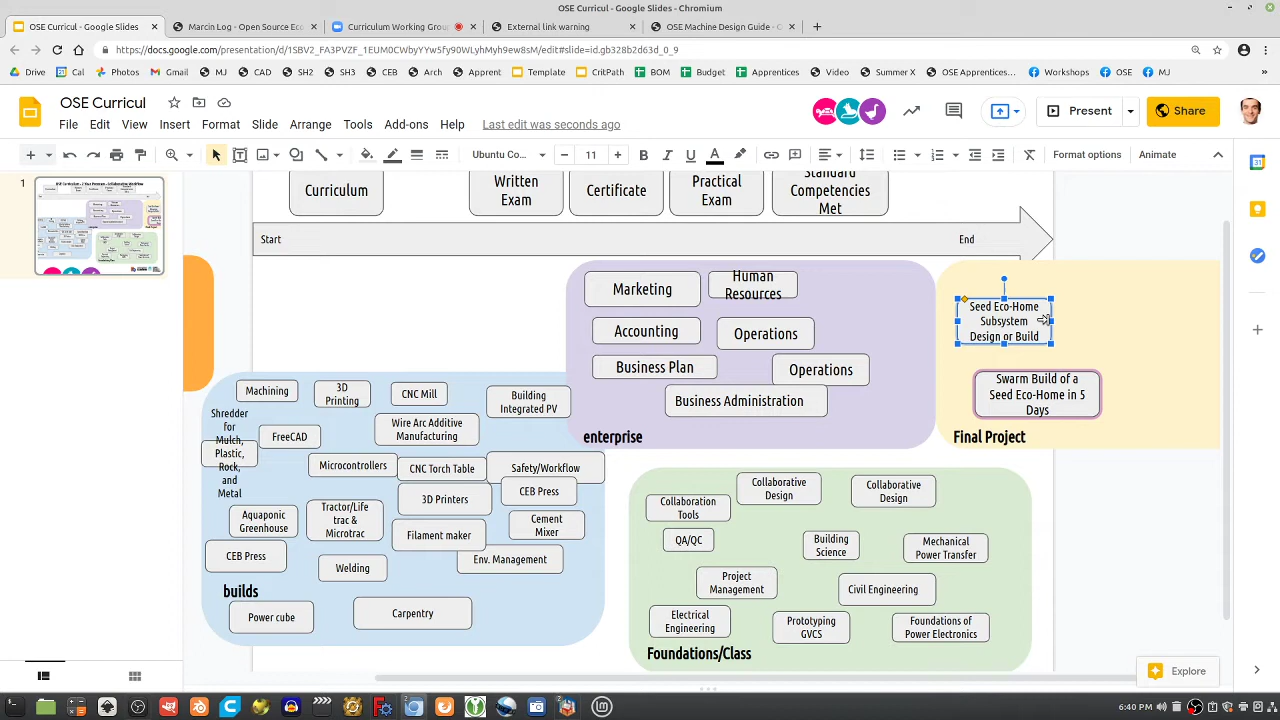 OSE Curricul - Google Slides - Chromium
OSE Curricul - Google Slides
Marcin Log - Open Source Eco
Curriculum Working Gro
External link warning
OSE Machine Design Guide - O
https://docs.google.com/presentation/d/1SBV2_FA3PVZF_1EUM0CWbyYYw5fy90WLyhMyh9ew8sM/edit#slide=id.gb328b2d63d_0_9
Drive
Cal
Photos
Gmail
MJ
CAD
SH2
SH3
CEB
Arch
Apprent
Template
CritPath
BOM
Budget
Apprentices
Video
Summer X
OSE Apprentices...
Workshops
OSE
MJ
»
OSE Curricul
File Edit View Insert Format Slide Arrange Tools Add-ons Help Last edit was seconds ago
Present
Share
Ubuntu Co...
11
Format options
Animate
1
Curriculum
Written
Exam
Certificate
Practical
Exam
Standard
Competencies
Met
Start
End
Marketing
Human
Resources
Accounting
Operations
Business Plan
Operations
Business Administration
enterprise
Seed Eco-Home
Subsystem
Design or Build
Swarm Build of a
Seed Eco-Home in 5
Days
Final Project
Machining
3D
Printing
CNC Mill
Building
Integrated PV
Shredder
for
Mulch,
Plastic,
Rock,
and
Metal
FreeCAD
Wire Arc Additive
Manufacturing
Microcontrollers
CNC Torch Table
Safety/Workflow
3D Printers
CEB Press
Aquaponic
Greenhouse
Tractor/Life
trac &
Microtrac
Filament maker
Cement
Mixer
CEB Press
Welding
Env. Management
builds
Power cube
Carpentry
Collaboration
Tools
Collaborative
Design
Collaborative
Design
QA/QC
Building
Science
Mechanical
Power Transfer
Project
Management
Civil Engineering
Electrical
Engineering
Prototyping
GVCS
Foundations of
Power Electronics
Foundations/Class
Explore
6:40 PM